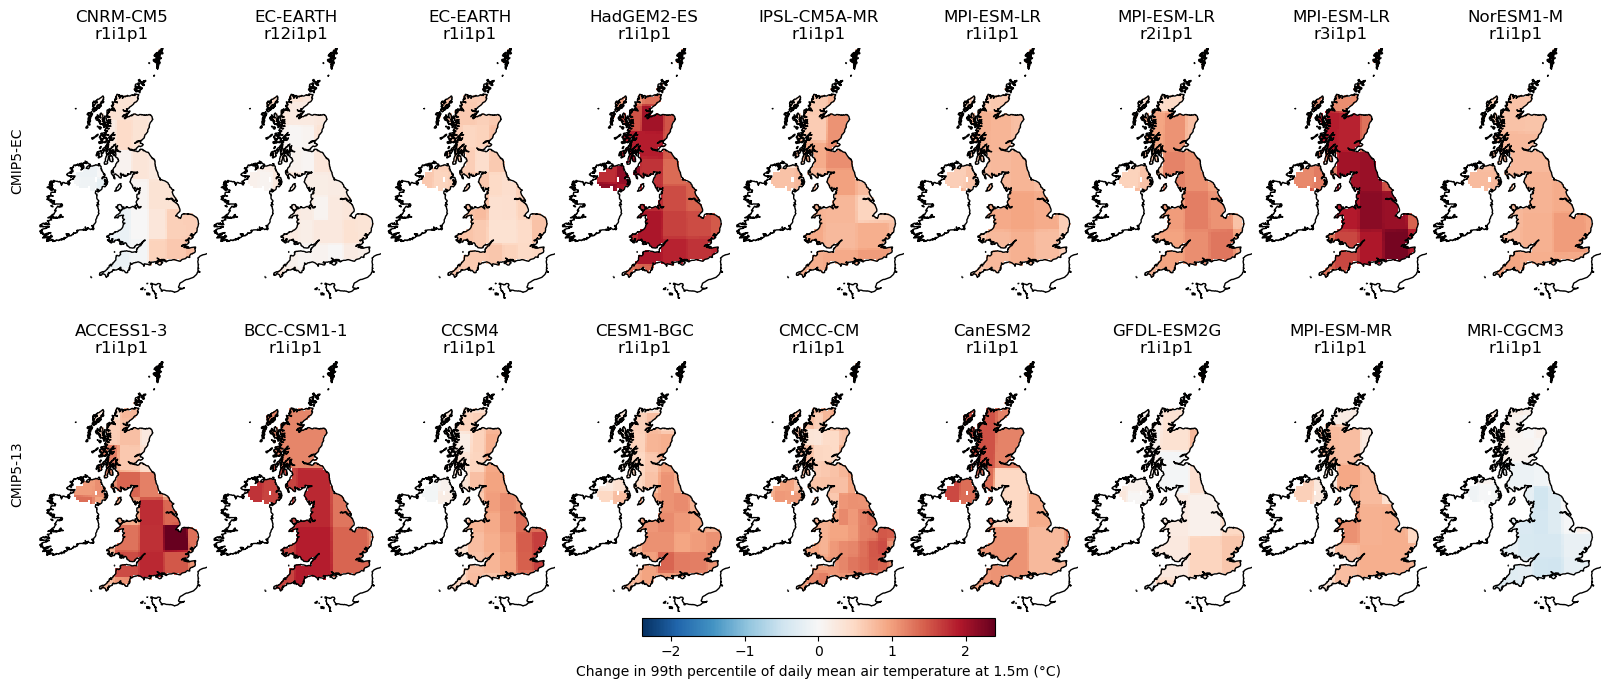 CNRM-CM5 EC-EARTH EC-EARTH HadGEM2-ES IPSL-CM5A-MR MPI-ESM-LR MPI-ESM-LR MPI-ESM-LR NorESM1-M
r1i1p1 r12i1p1 r1i1p1 r1i1p1 r1i1p1 r1i1p1 r2i1p1 r3i1p1 r1i1p1
CMIP5-EC
ACCESS1-3 BCC-CSM1-1 CCSM4 CESM1-BGC CMCC-CM CanESM2 GFDL-ESM2G MPI-ESM-MR MRI-CGCM3
r1i1p1 r1i1p1 r1i1p1 r1i1p1 r1i1p1 r1i1p1 r1i1p1 r1i1p1 r1i1p1
CMIP5-13
−2 −1 0 1 2
Change in 99th percentile of daily mean air temperature at 1.5m (°C)